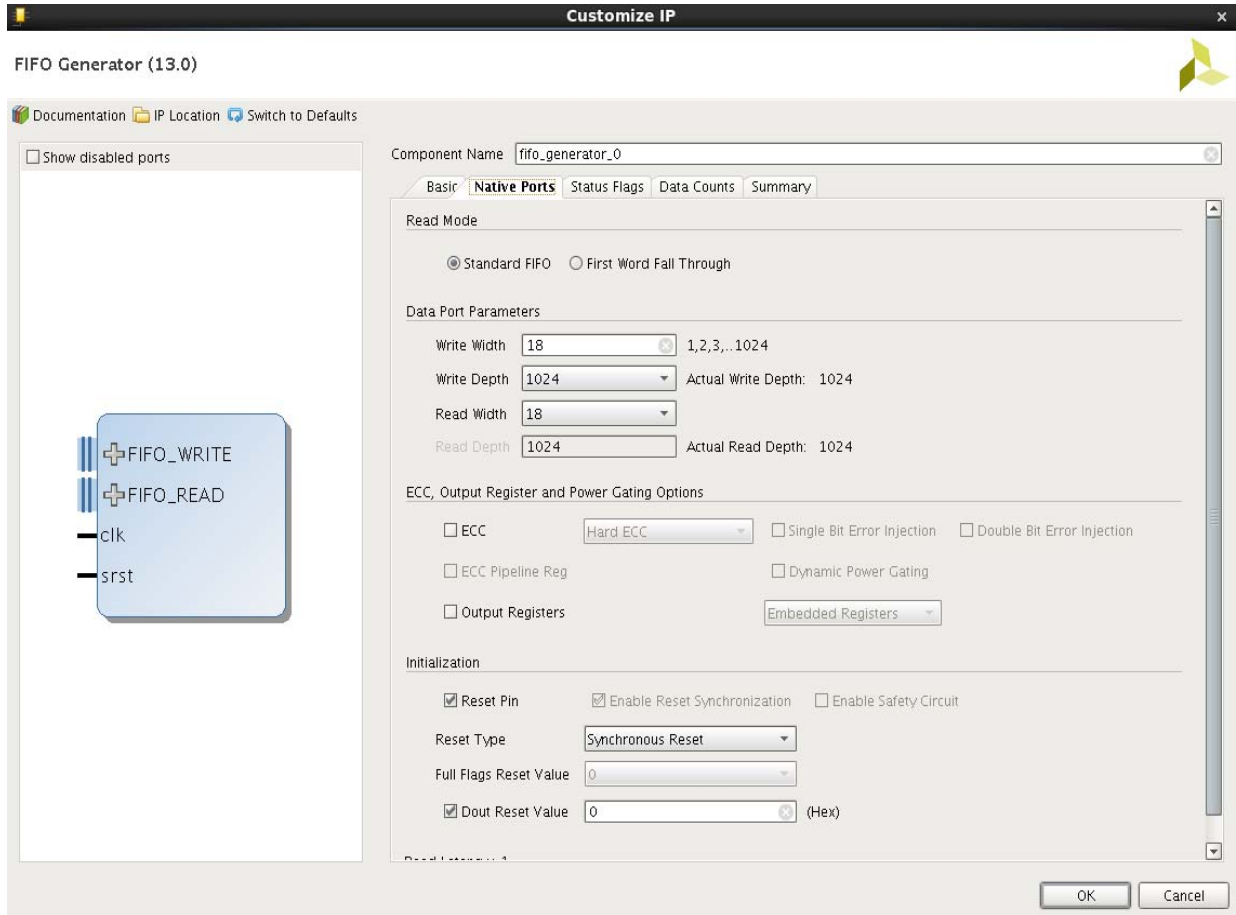 Customize IP
FIFO Generator (13.0)
Documentation IP Location Switch to Defaults
Show disabled ports
FIFO_WRITE
FIFO_READ
clk
srst
Component Name fifo_generator_0
Basic Native Ports Status Flags Data Counts Summary
Read Mode
Standard FIFO First Word Fall Through
Data Port Parameters
Write Width 18 1,2,3,..1024
Write Depth 1024 Actual Write Depth: 1024
Read Width 18
Read Depth 1024 Actual Read Depth: 1024
ECC, Output Register and Power Gating Options
ECC Hard ECC Single Bit Error Injection Double Bit Error Injection
ECC Pipeline Reg Dynamic Power Gating
Output Registers Embedded Registers
Initialization
Reset Pin Enable Reset Synchronization Enable Safety Circuit
Reset Type Synchronous Reset
Full Flags Reset Value 0
Dout Reset Value 0 (Hex)
OK Cancel